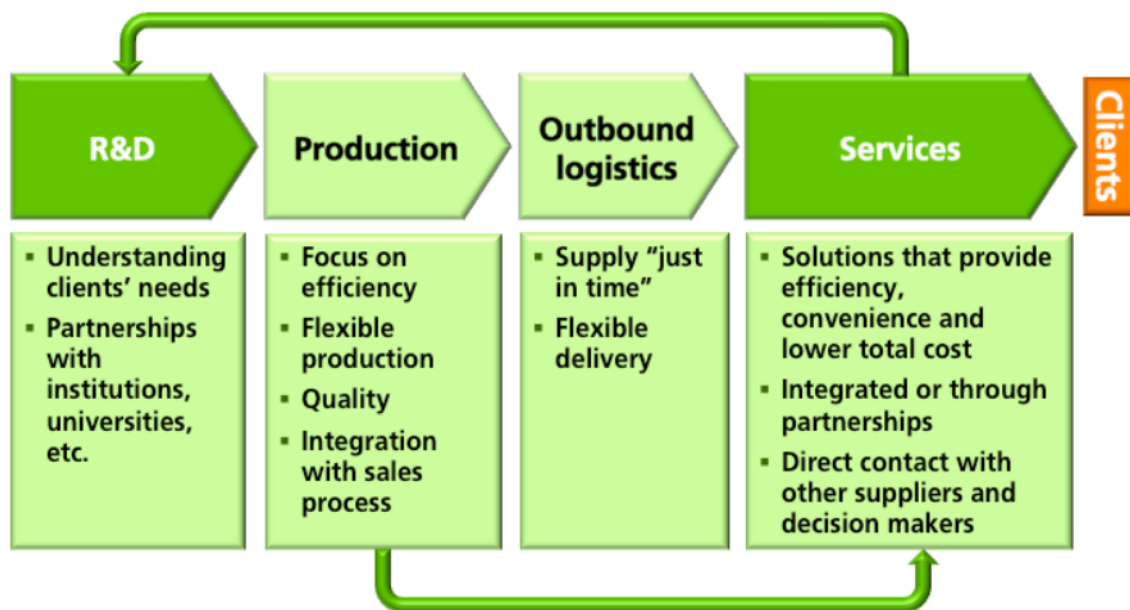 R&D
Production
Outbound
logistics
Services
Clients
▪ Understanding
clients’ needs
▪ Partnerships
with
institutions,
universities,
etc.
▪ Focus on
efficiency
▪ Flexible
production
▪ Quality
▪ Integration
with sales
process
▪ Supply “just
in time”
▪ Flexible
delivery
▪ Solutions that provide
efficiency,
convenience and
lower total cost
▪ Integrated or through
partnerships
▪ Direct contact with
other suppliers and
decision makers